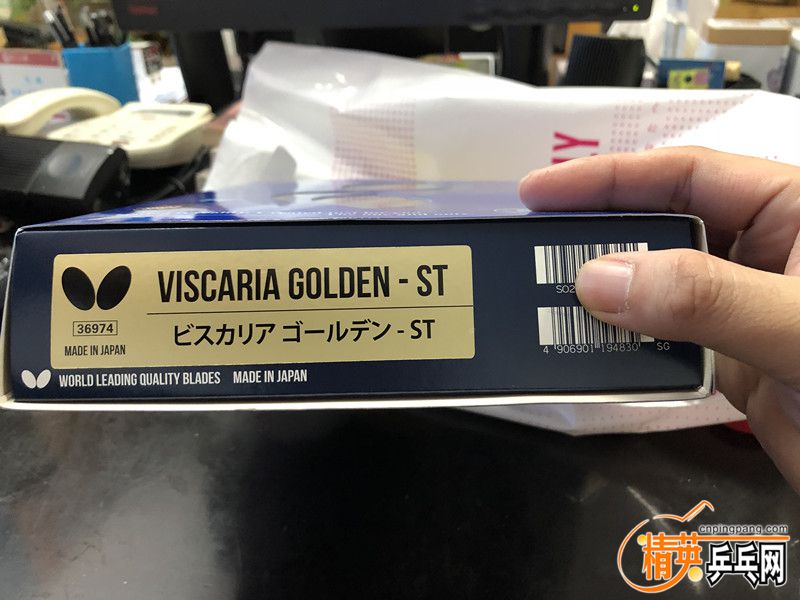 VISCARIA GOLDEN - ST
36974
ビスカリア ゴールデン - ST
MADE IN JAPAN
WORLD LEADING QUALITY BLADES MADE IN JAPAN
SO2
4 906901 194830 SG
cnpingpang.com
精英乒乓网